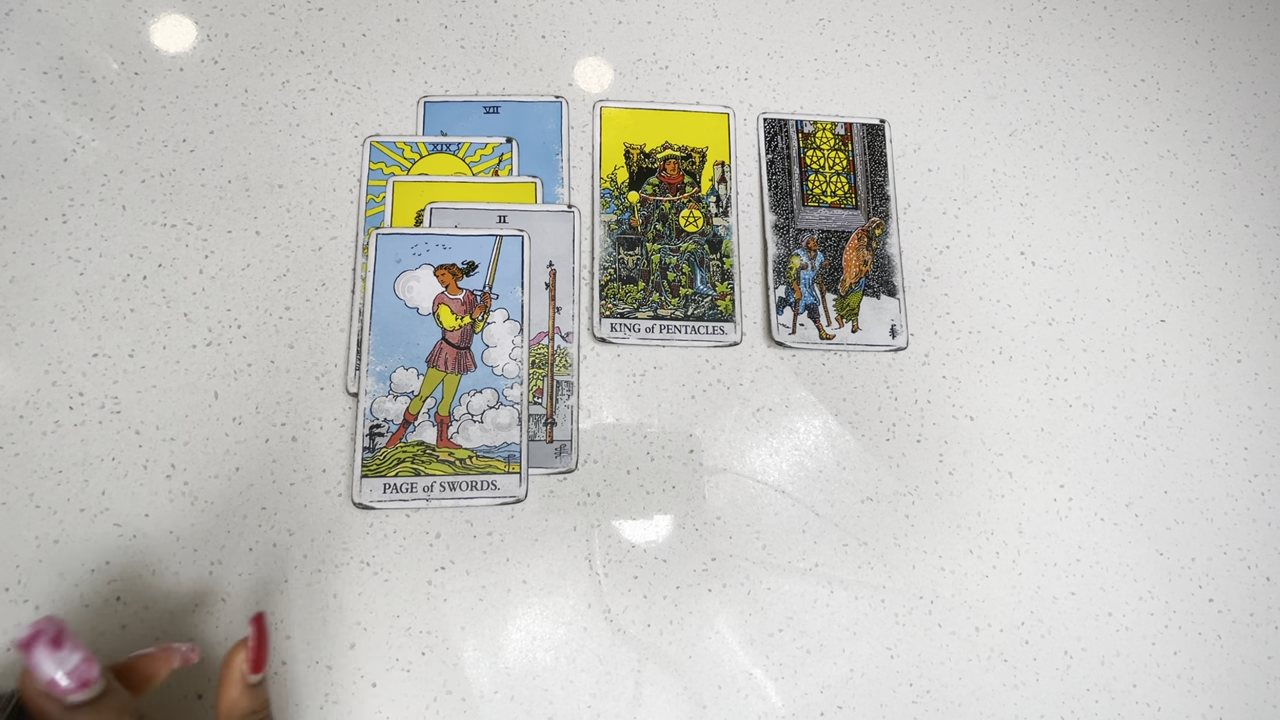 VII
XIX
II
PAGE of SWORDS.
KING of PENTACLES.